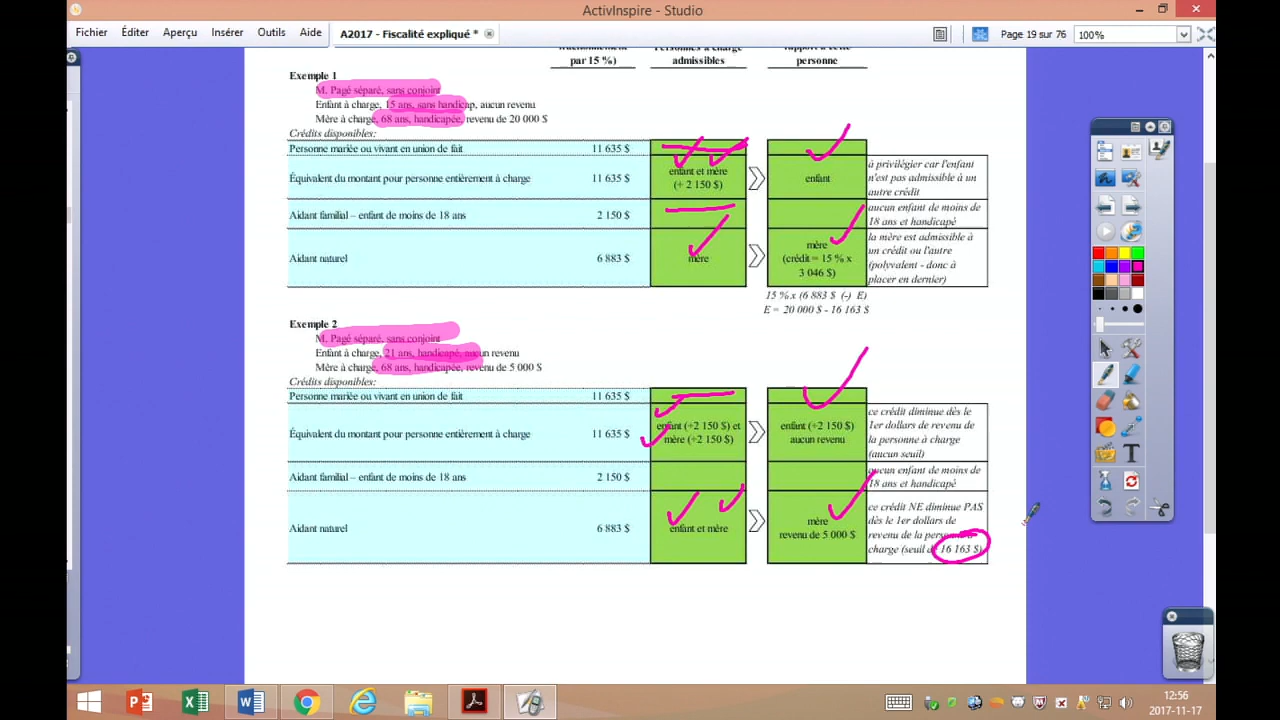 ActivInspire - Studio
Fichier Éditer Aperçu Insérer Outils Aide
A2017 - Fiscalité expliqué *
Page 19 sur 76
100%
par 15 %)
admissibles
personne
Exemple 1
M. Pagé séparé, sans conjoint
Enfant à charge, 15 ans, sans handicap, aucun revenu
Mère à charge, 68 ans, handicapée, revenu de 20 000 $
Crédits disponibles:
Personne mariée ou vivant en union de fait 11 635 $
Équivalent du montant pour personne entièrement à charge 11 635 $
enfant et mère
(+ 2 150 $)
enfant
à privilégier car l'enfant
n'est pas admissible à un
autre crédit
Aidant familial – enfant de moins de 18 ans 2 150 $
aucun enfant de moins de
18 ans et handicapé
Aidant naturel 6 883 $
mère
mère
(crédit = 15 % x
3 046 $)
la mère est admissible à
un crédit ou l'autre
(polyvalent - donc à
placer en dernier)
15 % x (6 883 $ (-) E)
E = 20 000 $ - 16 163 $
Exemple 2
M. Pagé séparé, sans conjoint
Enfant à charge, 21 ans, handicapé, aucun revenu
Mère à charge, 68 ans, handicapée, revenu de 5 000 $
Crédits disponibles:
Personne mariée ou vivant en union de fait 11 635 $
Équivalent du montant pour personne entièrement à charge 11 635 $
enfant (+2 150 $) et
mère (+2 150 $)
enfant (+2 150 $)
aucun revenu
ce crédit diminue dès le
1er dollars de revenu de
la personne à charge
(aucun seuil)
Aidant familial – enfant de moins de 18 ans 2 150 $
aucun enfant de moins de
18 ans et handicapé
Aidant naturel 6 883 $
enfant et mère
mère
revenu de 5 000 $
ce crédit NE diminue PAS
dès le 1er dollars de
revenu de la personne à
charge (seuil de 16 163 $)
12:56
2017-11-17